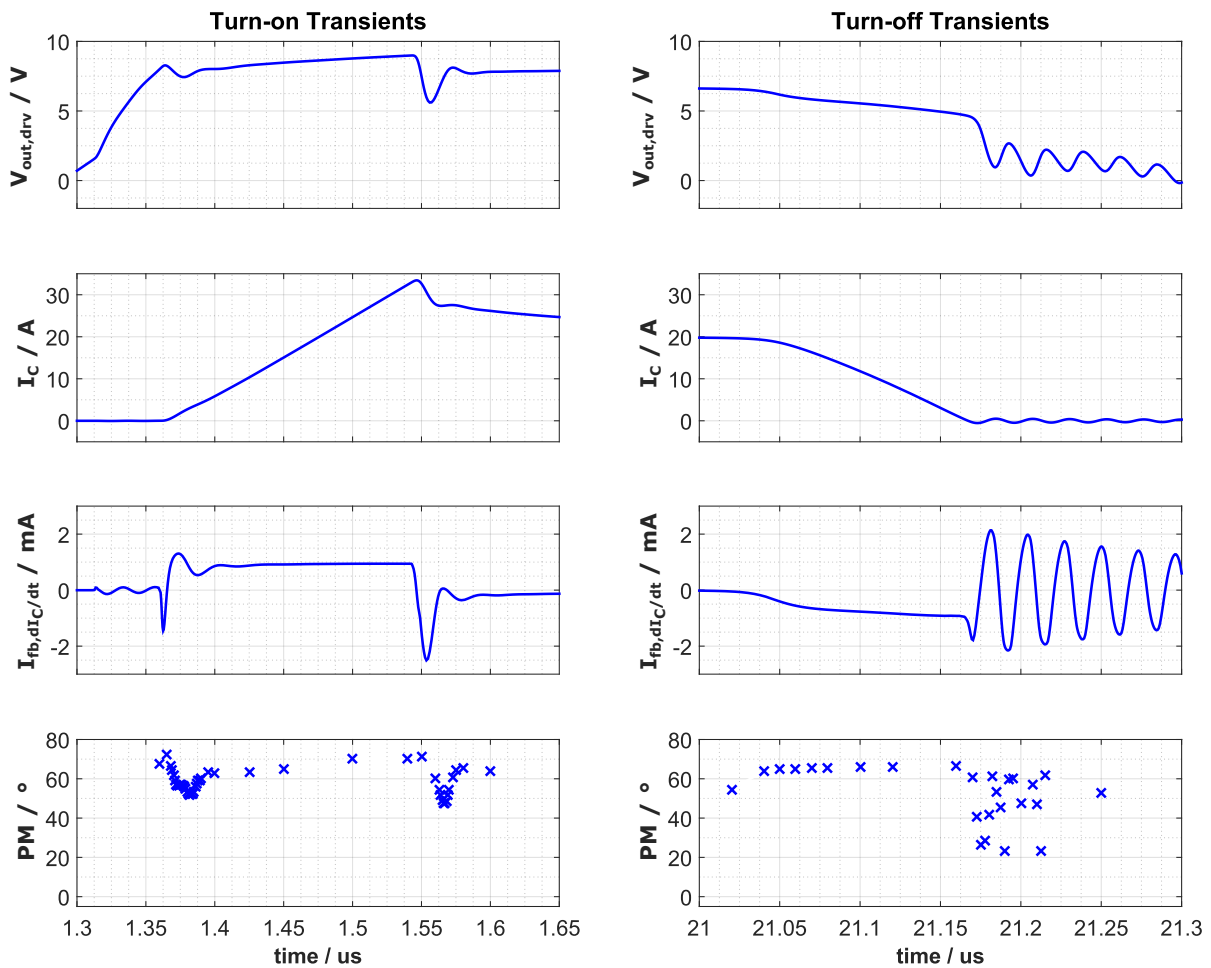 Turn-on Transients
10
5
0
V_out,drv / V
30
20
10
0
I_C / A
2
0
-2
I_fb,dI_C/dt / mA
80
60
40
20
0
PM / °
1.3 1.35 1.4 1.45 1.5 1.55 1.6 1.65
time / us
Turn-off Transients
10
5
0
V_out,drv / V
30
20
10
0
I_C / A
2
0
-2
I_fb,dI_C/dt / mA
80
60
40
20
0
PM / °
21 21.05 21.1 21.15 21.2 21.25 21.3
time / us